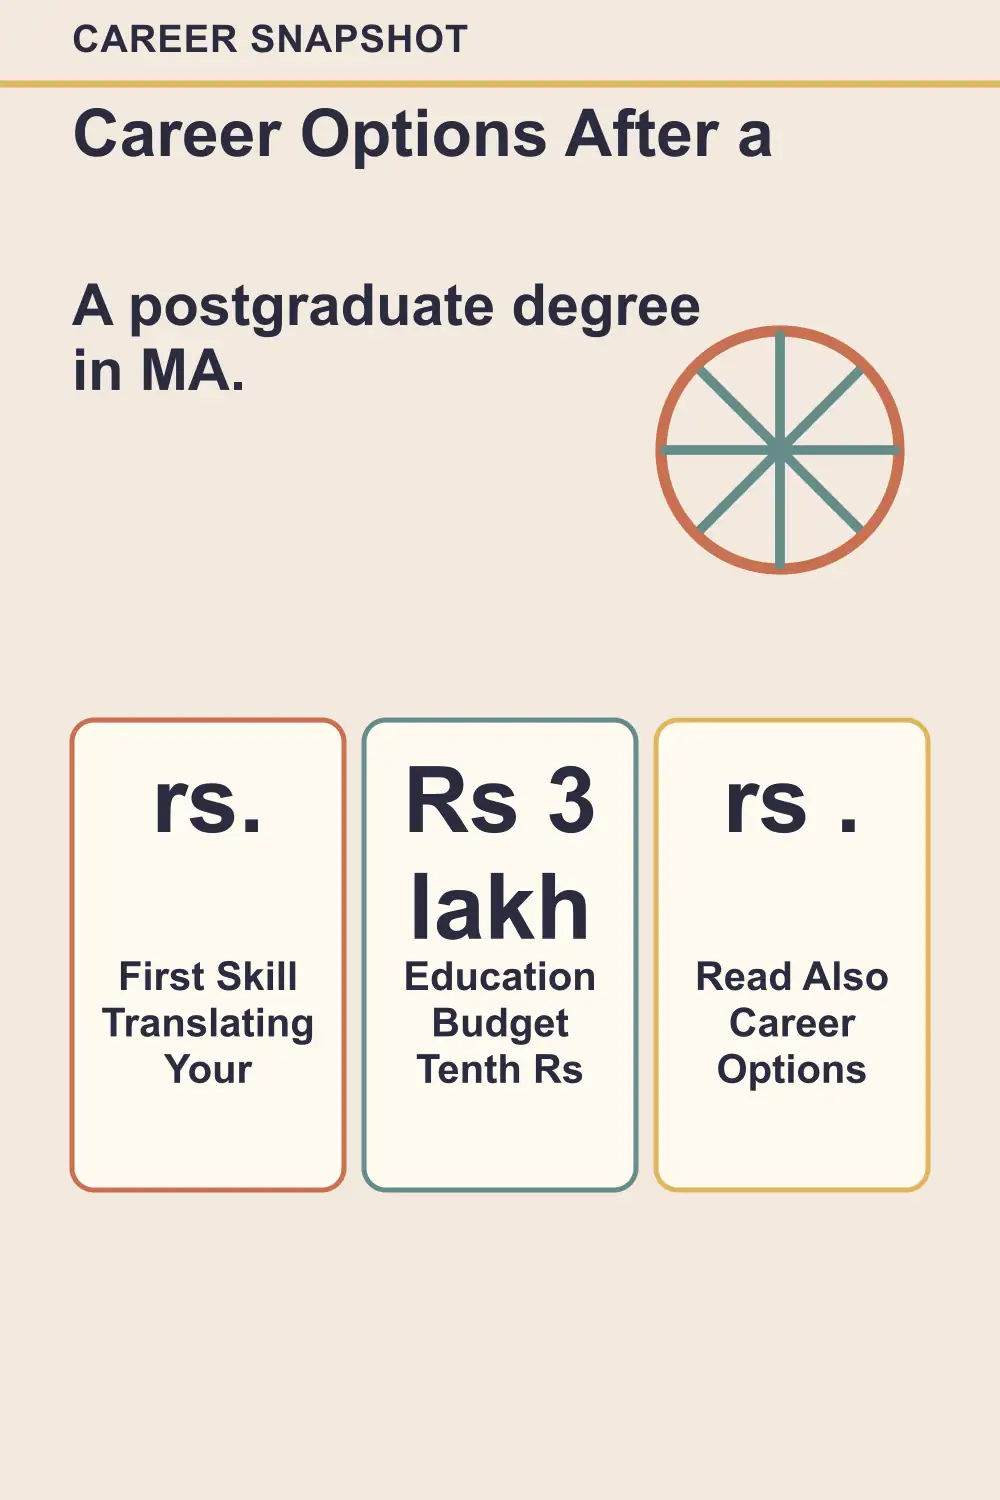 CAREER SNAPSHOT
Career Options After a
A postgraduate degree
in MA.
rs.
First Skill
Translating
Your
Rs 3
lakh
Education
Budget
Tenth Rs
rs .
Read Also
Career
Options